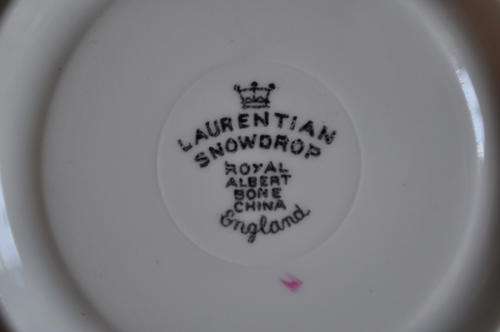 LAURENTIAN
SNOWDROP
ROYAL
ALBERT
BONE
CHINA
England